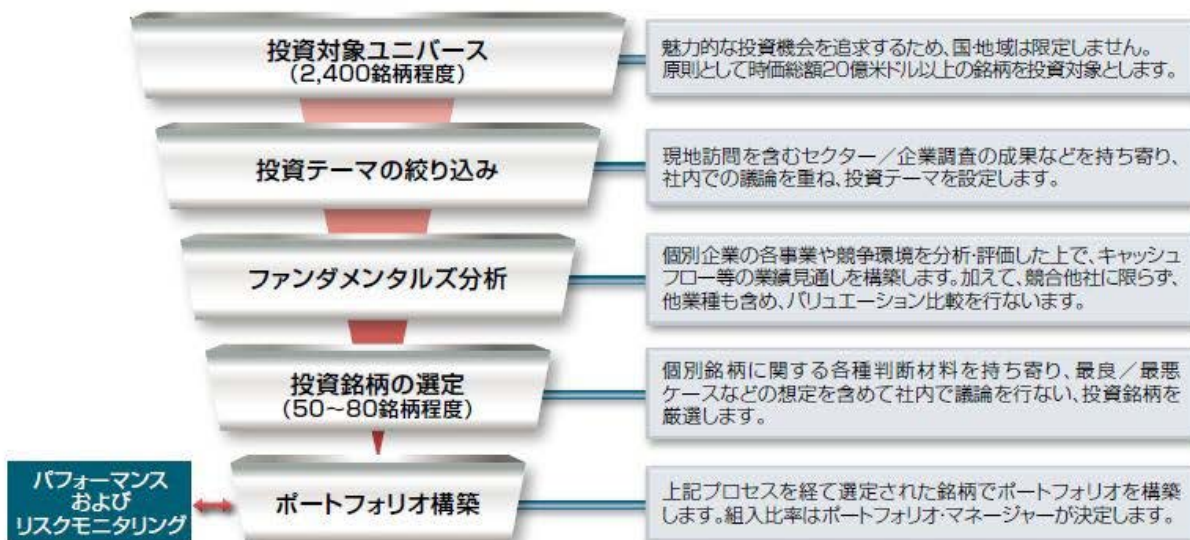 投資対象ユニバース
(2,400銘柄程度)
魅力的な投資機会を追求するため、国・地域は限定しません。
原則として時価総額20億米ドル以上の銘柄を投資対象とします。
投資テーマの絞り込み
現地訪問を含むセクター／企業調査の成果などを持ち寄り、
社内での議論を重ね、投資テーマを設定します。
ファンダメンタルズ分析
個別企業の各事業や競争環境を分析・評価した上で、キャッシュ
フロー等の業績見通しを構築します。加えて、競合他社に限らず、
他業種も含め、バリュエーション比較を行ないます。
投資銘柄の選定
(50～80銘柄程度)
個別銘柄に関する各種判断材料を持ち寄り、最良／最悪
ケースなどの想定を含めて社内で議論を行ない、投資銘柄を
厳選します。
パフォーマンス
および
リスクモニタリング
ポートフォリオ構築
上記プロセスを経て選定された銘柄でポートフォリオを構築
します。組入比率はポートフォリオ・マネージャーが決定します。